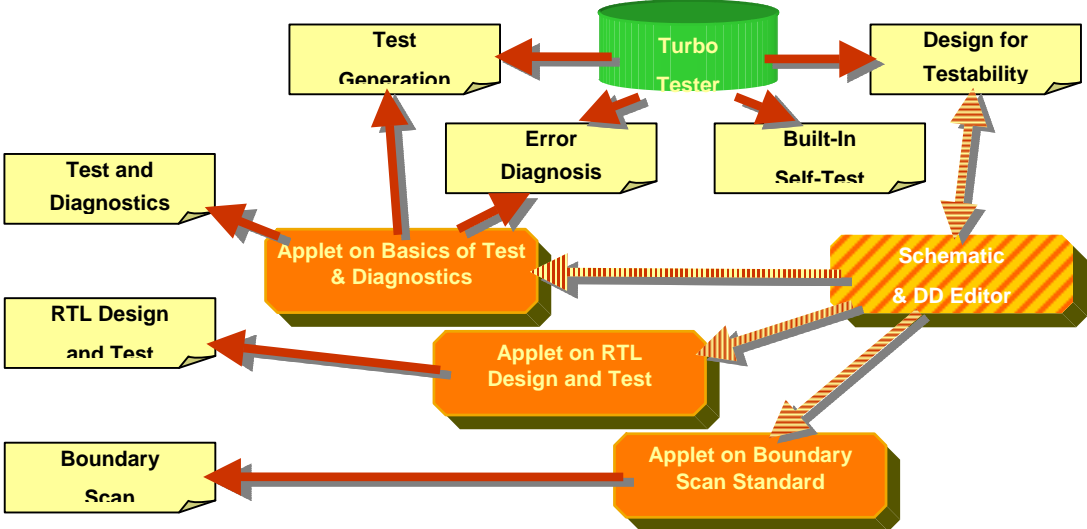 Test
Generation
Turbo
Tester
Design for
Testability
Error
Diagnosis
Built-In
Self-Test
Test and
Diagnostics
Applet on Basics of Test
& Diagnostics
Schematic
& DD Editor
RTL Design
and Test
Applet on RTL
Design and Test
Boundary
Scan
Applet on Boundary
Scan Standard